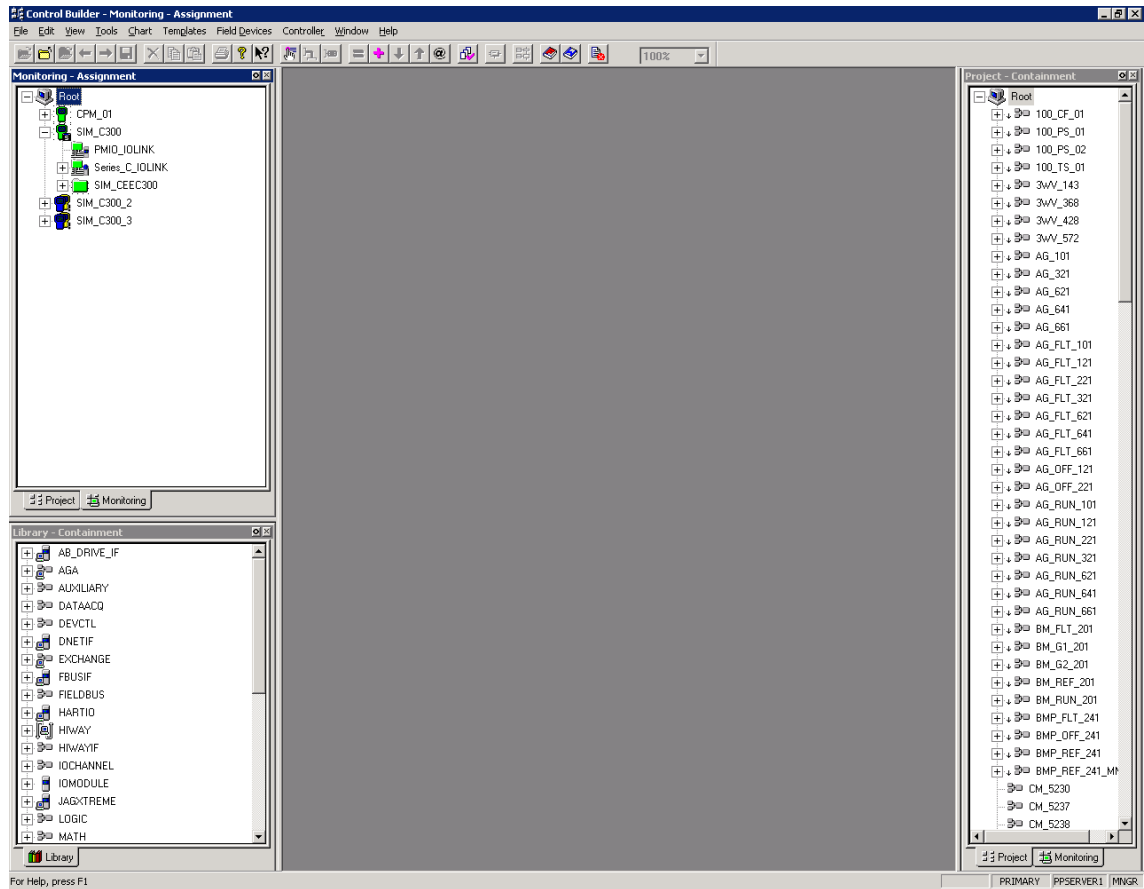 Control Builder - Monitoring - Assignment
File Edit View Tools Chart Templates Field Devices Controller Window Help
100%
Monitoring - Assignment
Root
CPM_01
SIM_C300
PMIO_IOLINK
Series_C_IOLINK
SIM_CEEC300
SIM_C300_2
SIM_C300_3
Project Monitoring
Library - Containment
AB_DRIVE_IF
AGA
AUXILIARY
DATAACQ
DEVCTL
DNETIF
EXCHANGE
FBUSIF
FIELDBUS
HARTIO
HIWAY
HIWAYIF
IOCHANNEL
IOMODULE
JAGXTREME
LOGIC
MATH
Library
Project - Containment
Root
100_CF_01
100_PS_01
100_PS_02
100_TS_01
3WV_143
3WV_368
3WV_428
3WV_572
AG_101
AG_321
AG_621
AG_641
AG_661
AG_FLT_101
AG_FLT_121
AG_FLT_221
AG_FLT_321
AG_FLT_621
AG_FLT_641
AG_FLT_661
AG_OFF_121
AG_OFF_221
AG_RUN_101
AG_RUN_121
AG_RUN_221
AG_RUN_321
AG_RUN_621
AG_RUN_641
AG_RUN_661
BM_FLT_201
BM_G1_201
BM_G2_201
BM_REF_201
BM_RUN_201
BMP_FLT_241
BMP_OFF_241
BMP_REF_241
BMP_REF_241_MN
CM_5230
CM_5237
CM_5238
Project Monitoring
For Help, press F1
PRIMARY PPSERVER1 MNGR